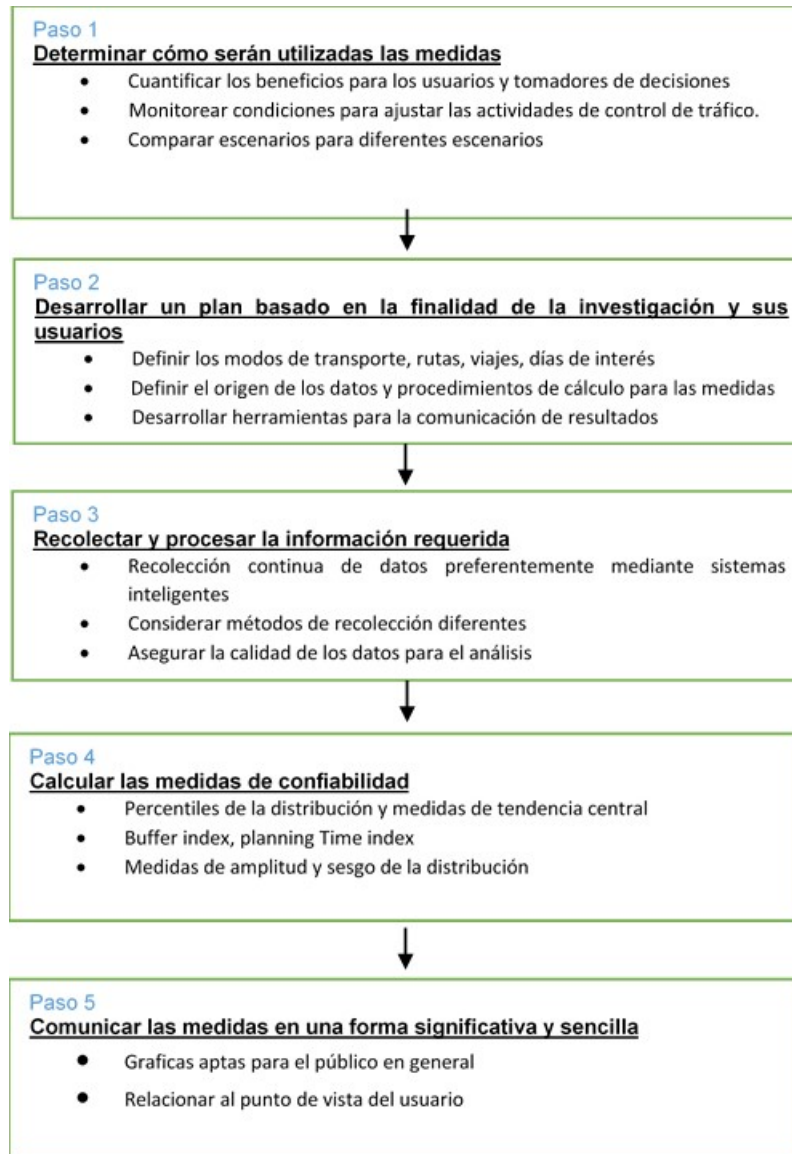 Paso 1
Determinar cómo serán utilizadas las medidas
• Cuantificar los beneficios para los usuarios y tomadores de decisiones
• Monitorear condiciones para ajustar las actividades de control de tráfico.
• Comparar escenarios para diferentes escenarios
Paso 2
Desarrollar un plan basado en la finalidad de la investigación y sus
usuarios
• Definir los modos de transporte, rutas, viajes, días de interés
• Definir el origen de los datos y procedimientos de cálculo para las medidas
• Desarrollar herramientas para la comunicación de resultados
Paso 3
Recolectar y procesar la información requerida
• Recolección continua de datos preferentemente mediante sistemas
inteligentes
• Considerar métodos de recolección diferentes
• Asegurar la calidad de los datos para el análisis
Paso 4
Calcular las medidas de confiabilidad
• Percentiles de la distribución y medidas de tendencia central
• Buffer index, planning Time index
• Medidas de amplitud y sesgo de la distribución
Paso 5
Comunicar las medidas en una forma significativa y sencilla
• Graficas aptas para el público en general
• Relacionar al punto de vista del usuario